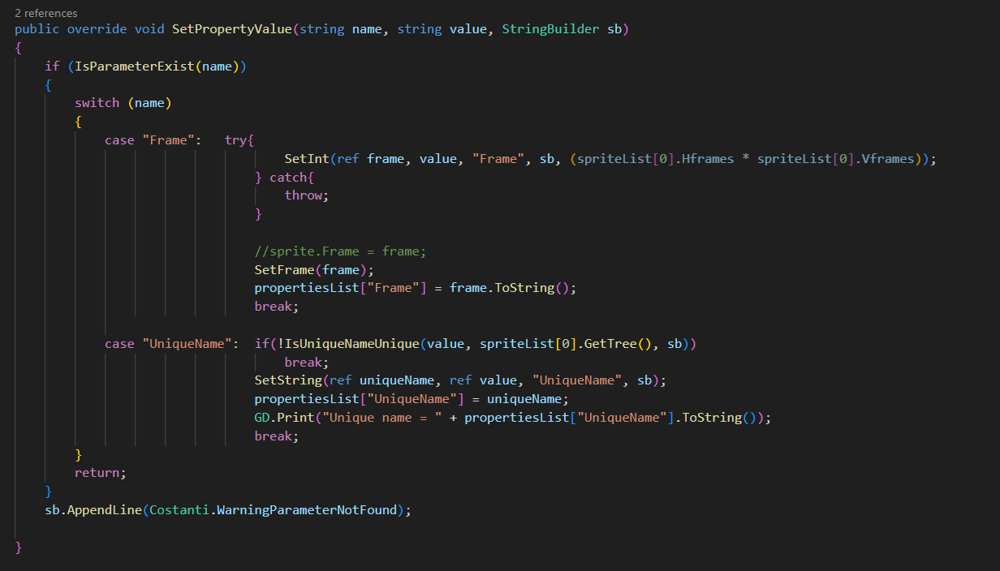 2 references
public override void SetPropertyValue(string name, string value, StringBuilder sb)
{
if (IsParameterExist(name))
{
switch (name)
{
case "Frame": try{
SetInt(ref frame, value, "Frame", sb, (spriteList[0].Hframes * spriteList[0].Vframes));
} catch{
throw;
}
//sprite.Frame = frame;
SetFrame(frame);
propertiesList["Frame"] = frame.ToString();
break;
case "UniqueName": if(!IsUniqueNameUnique(value, spriteList[0].GetTree(), sb))
break;
SetString(ref uniqueName, ref value, "UniqueName", sb);
propertiesList["UniqueName"] = uniqueName;
GD.Print("Unique name = " + propertiesList["UniqueName"].ToString());
break;
}
return;
}
sb.AppendLine(Costanti.WarningParameterNotFound);
}